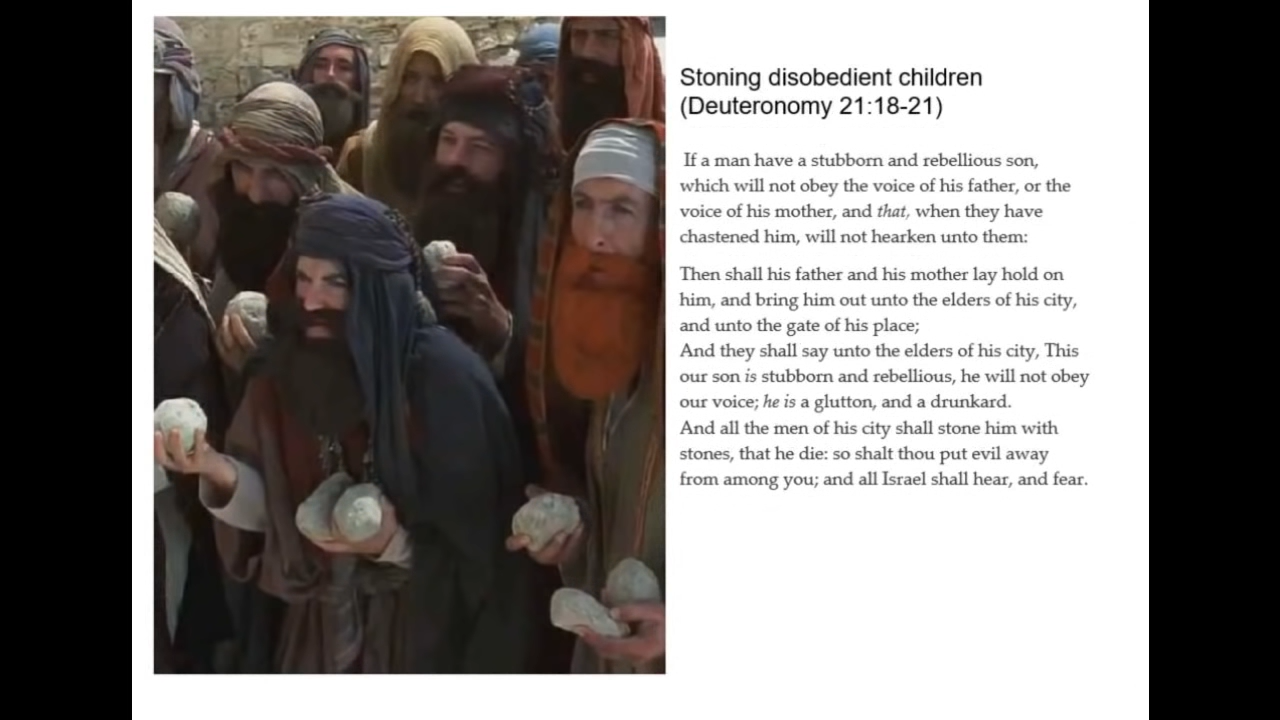 Stoning disobedient children
(Deuteronomy 21:18-21)
If a man have a stubborn and rebellious son,
which will not obey the voice of his father, or the
voice of his mother, and that, when they have
chastened him, will not hearken unto them:
Then shall his father and his mother lay hold on
him, and bring him out unto the elders of his city,
and unto the gate of his place;
And they shall say unto the elders of his city, This
our son is stubborn and rebellious, he will not obey
our voice; he is a glutton, and a drunkard.
And all the men of his city shall stone him with
stones, that he die: so shalt thou put evil away
from among you; and all Israel shall hear, and fear.